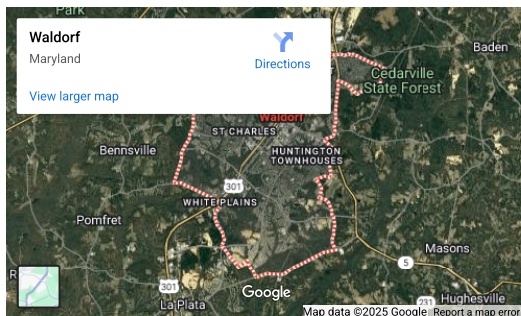 Park
Waldorf
Maryland
Directions
View larger map
Baden
Cedarville
State Forest
Waldorf
ST CHARLES
Bennsville
HUNTINGTON
TOWNHOUSES
301
WHITE PLAINS
Pomfret
Masons
5
R
301
La Plata
Google
231
Hughesville
Map data ©2025 Google
Report a map error